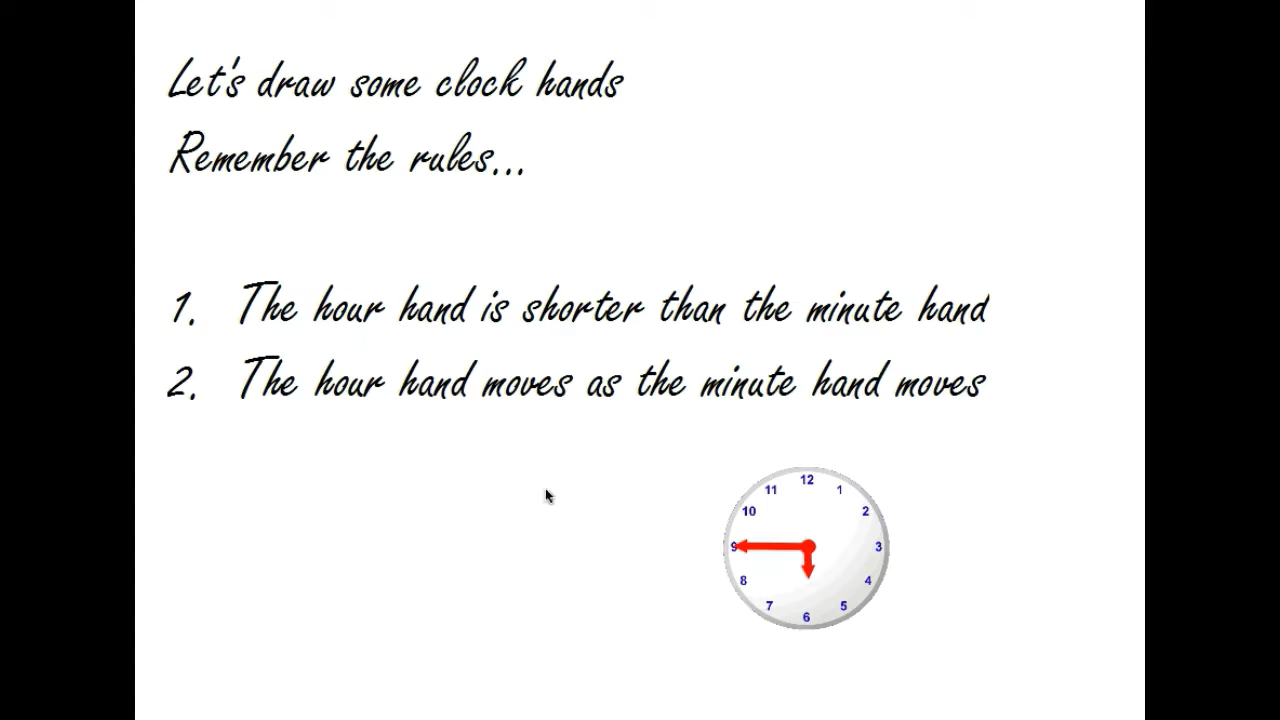 Let's draw some clock hands
Remember the rules...
1. The hour hand is shorter than the minute hand
2. The hour hand moves as the minute hand moves
12
11 1
10 2
9 3
8 4
7 5
6